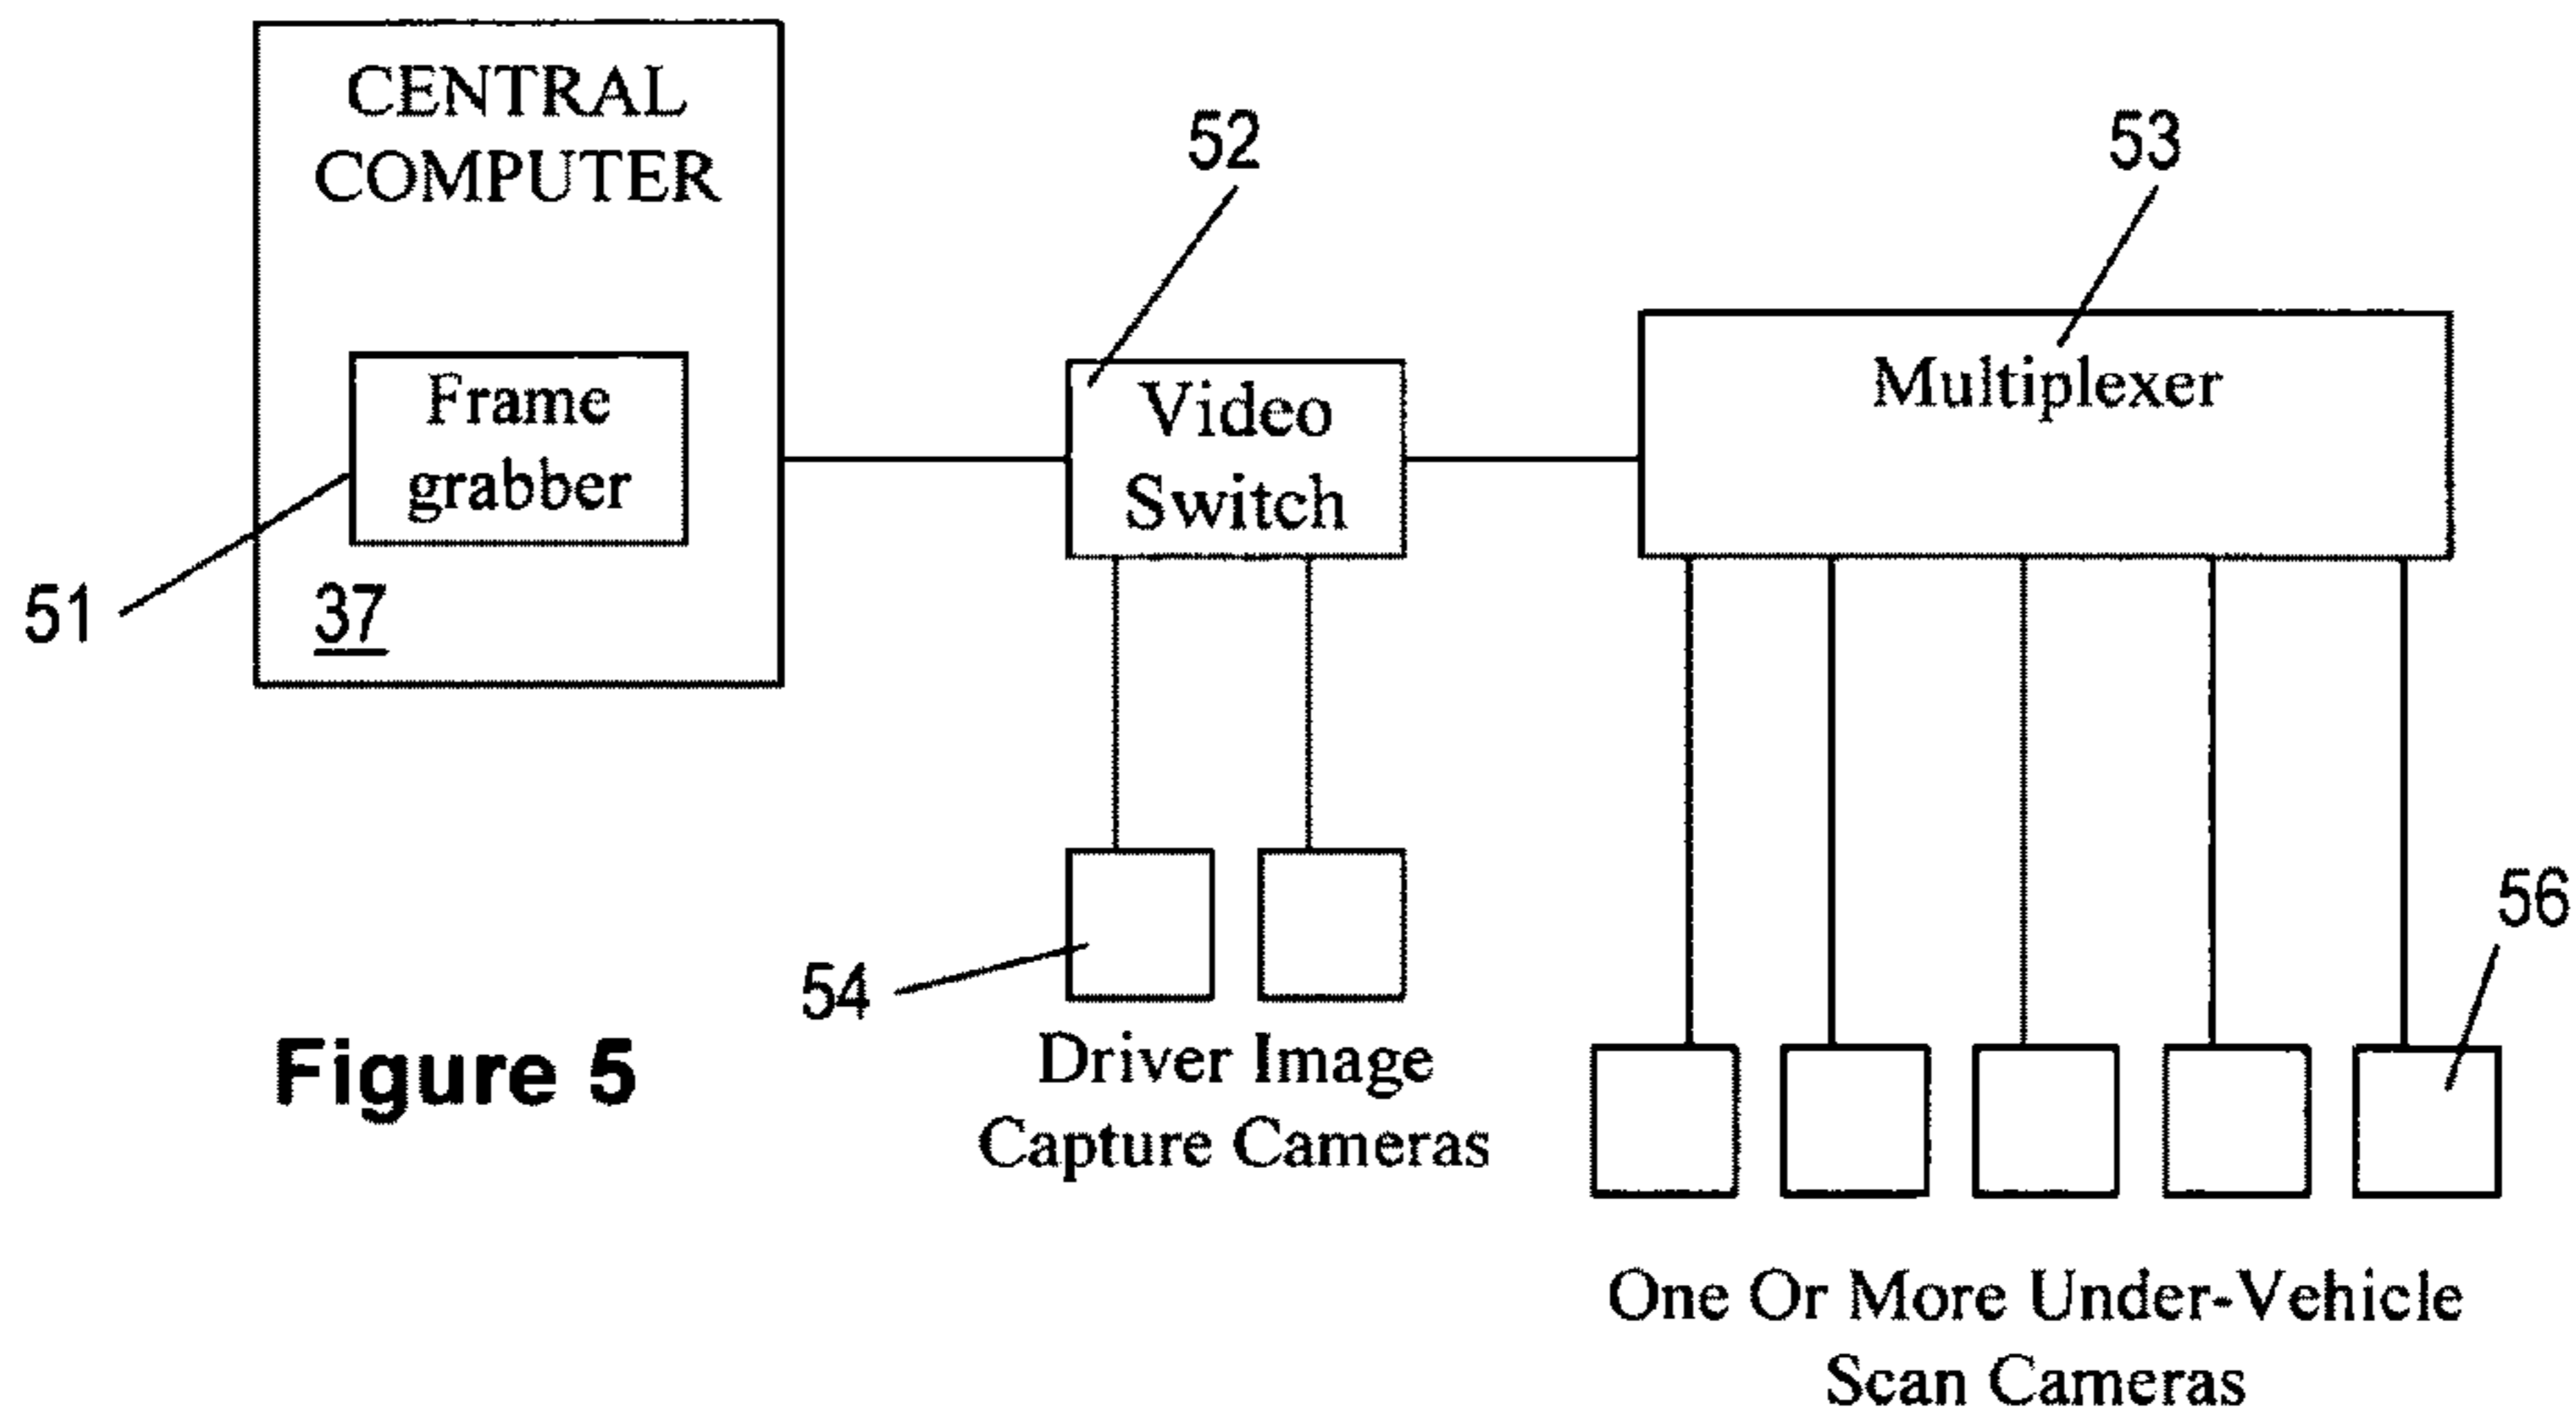 CENTRAL
COMPUTER
Frame
grabber
51
37
52
Video
Switch
53
Multiplexer
54
Driver Image
Capture Cameras
56
One Or More Under-Vehicle
Scan Cameras
Figure 5